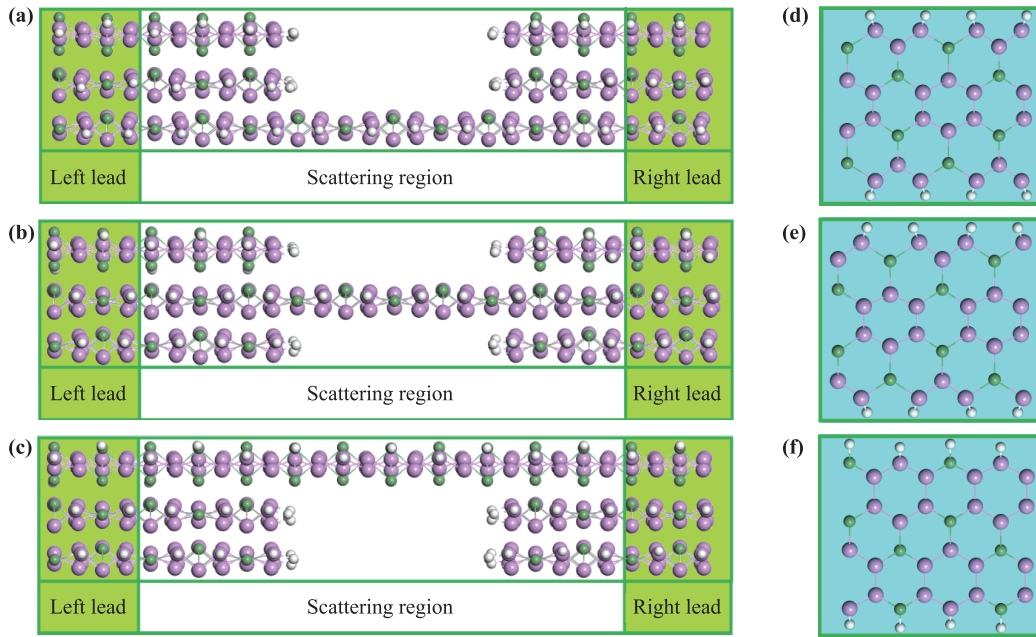 (a)
(d)
Left lead
Scattering region
Right lead
(b)
(e)
Left lead
Scattering region
Right lead
(c)
(f)
Left lead
Scattering region
Right lead